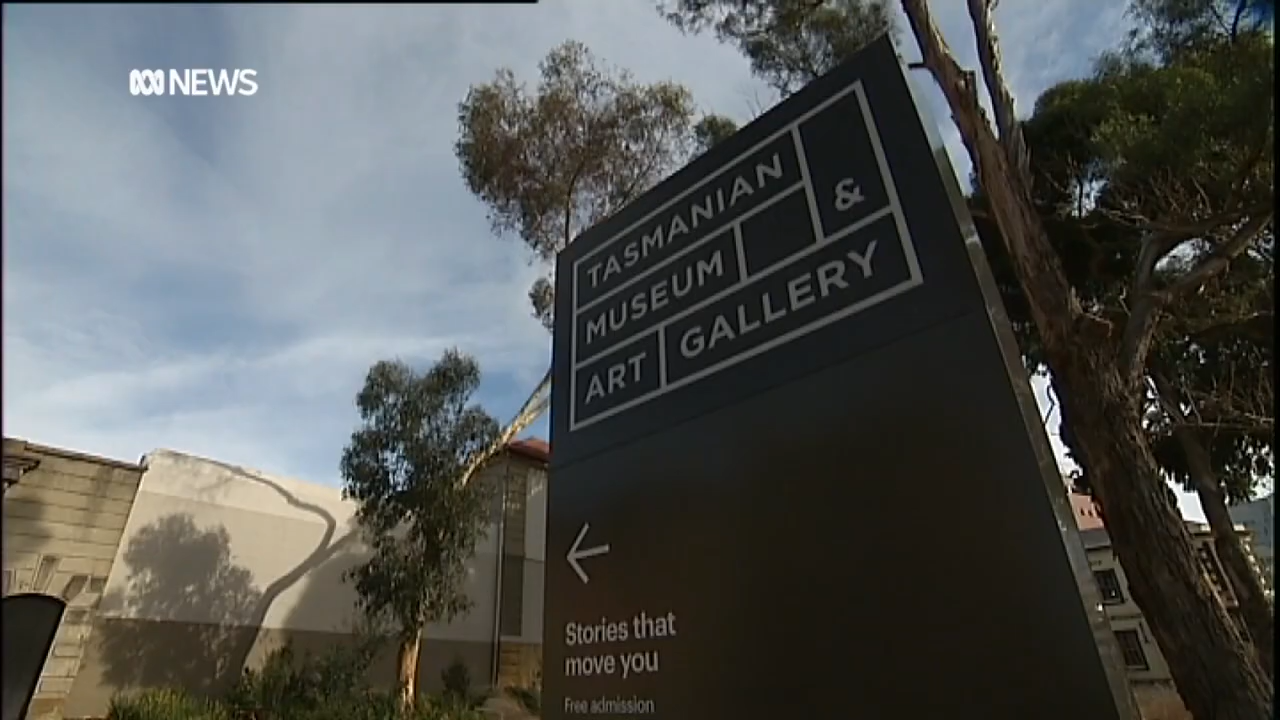 ABC NEWS
TASMANIAN
MUSEUM &
ART GALLERY
Stories that
move you
Free admission